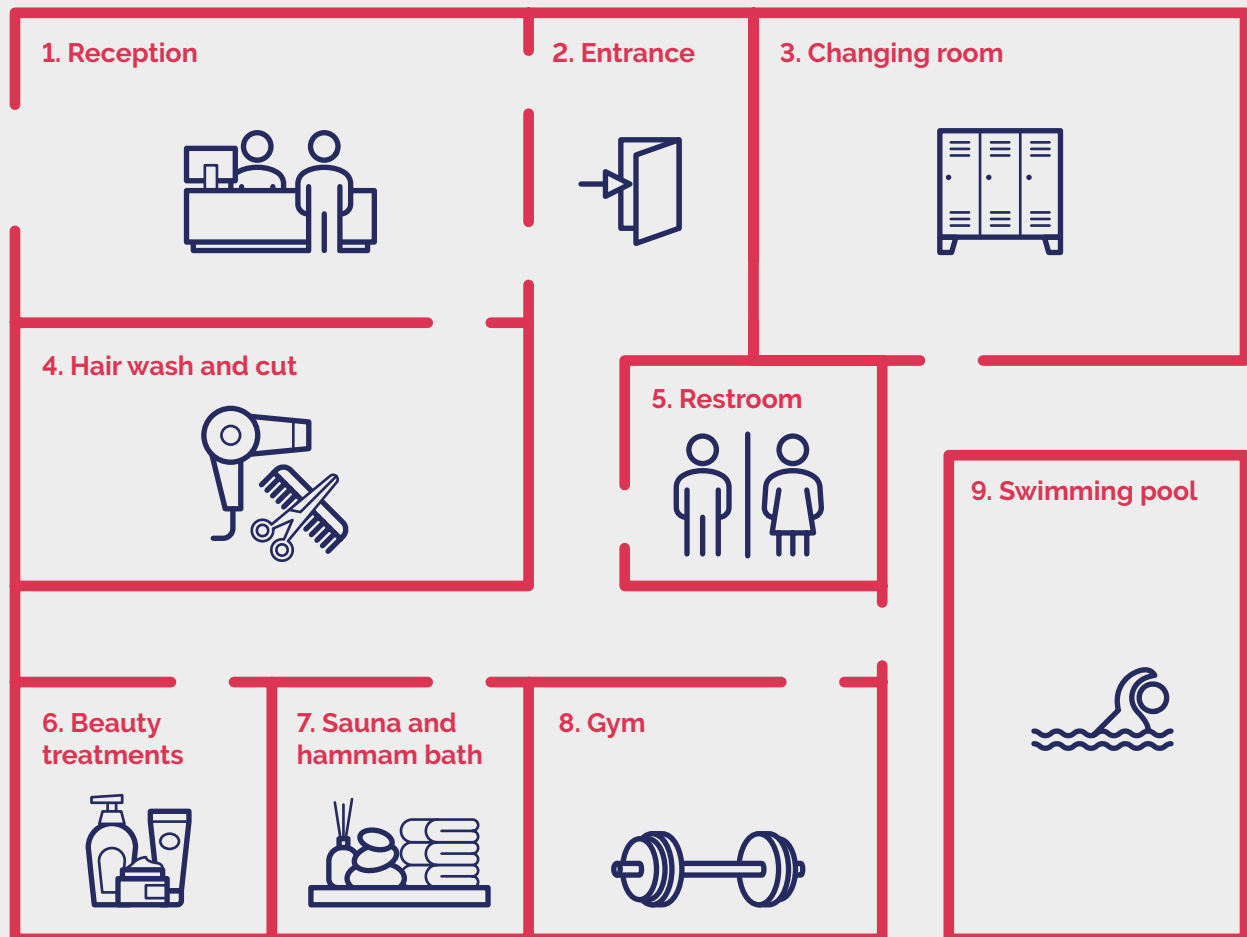 1. Reception
2. Entrance
3. Changing room
4. Hair wash and cut
5. Restroom
9. Swimming pool
6. Beauty
treatments
7. Sauna and
hammam bath
8. Gym